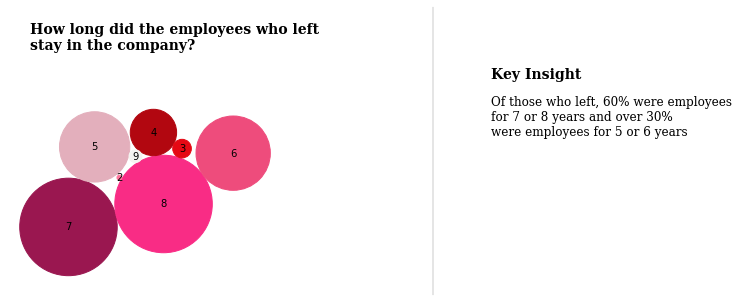 How long did the employees who left
stay in the company?
4
5
3
9
6
2
8
7
Key Insight
Of those who left, 60% were employees
for 7 or 8 years and over 30%
were employees for 5 or 6 years